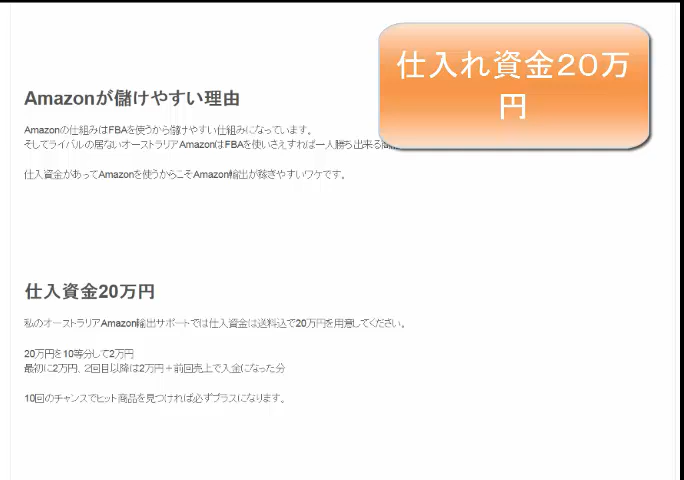 仕入れ資金２０万
円
Amazonが儲けやすい理由
Amazonの仕組みはFBAを使うから儲けやすい仕組みになっています。
そしてライバルの居ないオーストラリアAmazonはFBAを使いさえすれば一人勝ち出来る
仕入資金があってAmazonを使うからこそAmazon輸出が稼ぎやすいワケです。
仕入資金20万円
私のオーストラリアAmazon輸出サポートでは仕入資金は送料込で20万円を用意してください。
20万円を10等分して2万円
最初に2万円、2回目以降は2万円＋前回売上で入金になった分
10回のチャンスでヒット商品を見つければ必ずプラスになります。